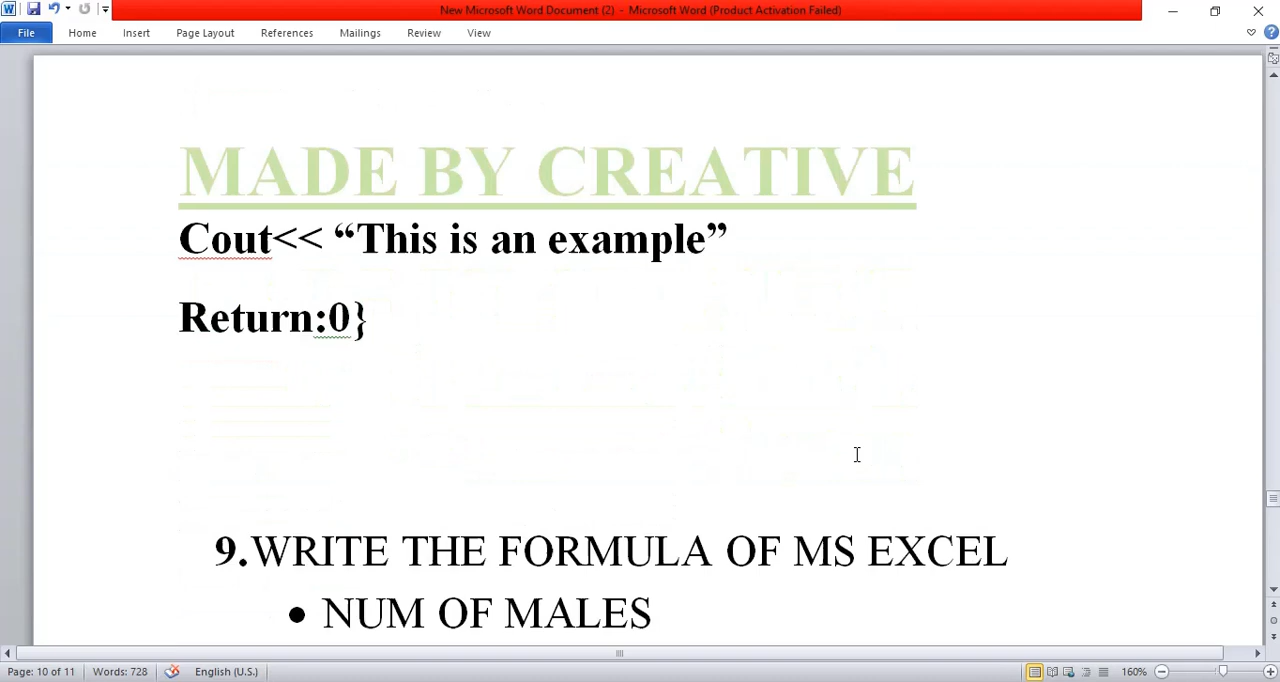 New Microsoft Word Document (2) - Microsoft Word (Product Activation Failed)
File Home Insert Page Layout References Mailings Review View
MADE BY CREATIVE
Cout<< “This is an example”
Return:0}
9.WRITE THE FORMULA OF MS EXCEL
• NUM OF MALES
Page: 10 of 11 Words: 728 English (U.S.) 160%